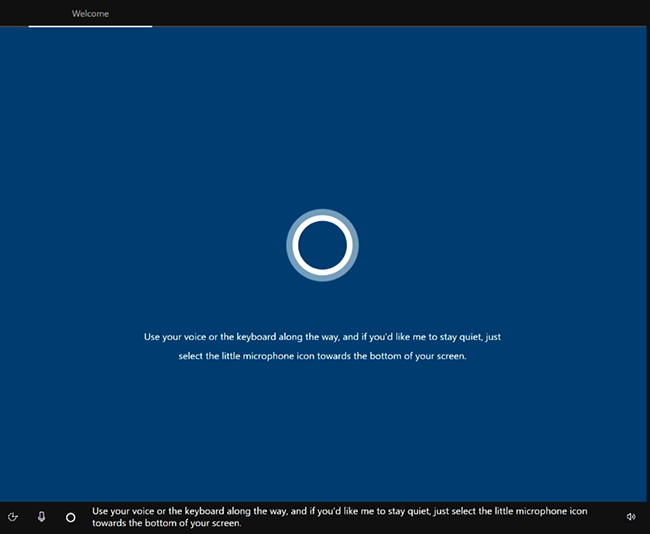 Welcome
Use your voice or the keyboard along the way, and if you'd like me to stay quiet, just
select the little microphone icon towards the bottom of your screen.
Use your voice or the keyboard along the way, and if you'd like me to stay quiet, just select the little microphone icon
towards the bottom of your screen.